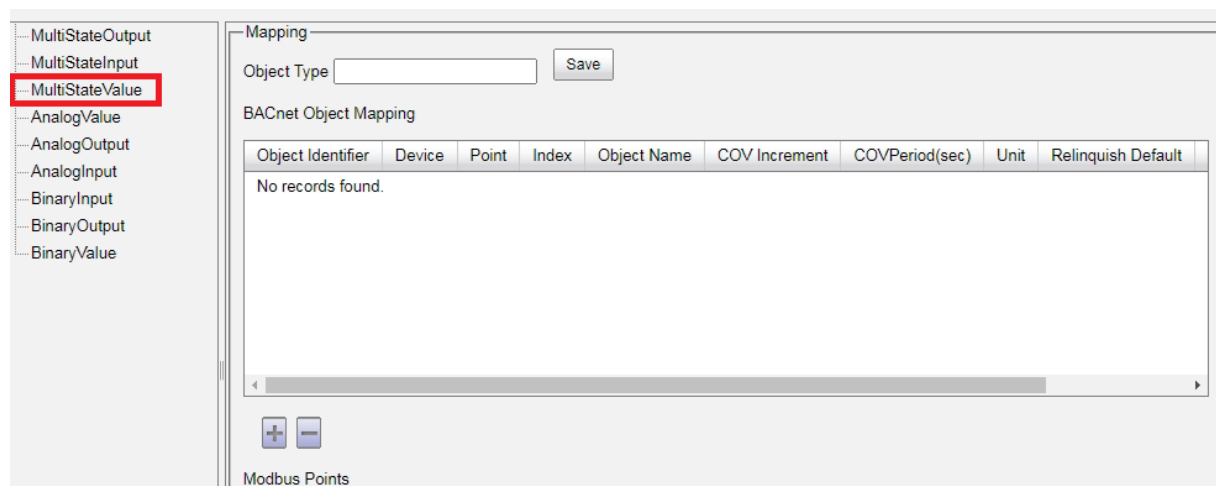 MultiStateOutput
MultiStateInput
MultiStateValue
AnalogValue
AnalogOutput
AnalogInput
BinaryInput
BinaryOutput
BinaryValue
Mapping
Object Type Save
BACnet Object Mapping
Object Identifier Device Point Index Object Name COV Increment COVPeriod(sec) Unit Relinquish Default
No records found.
Modbus Points